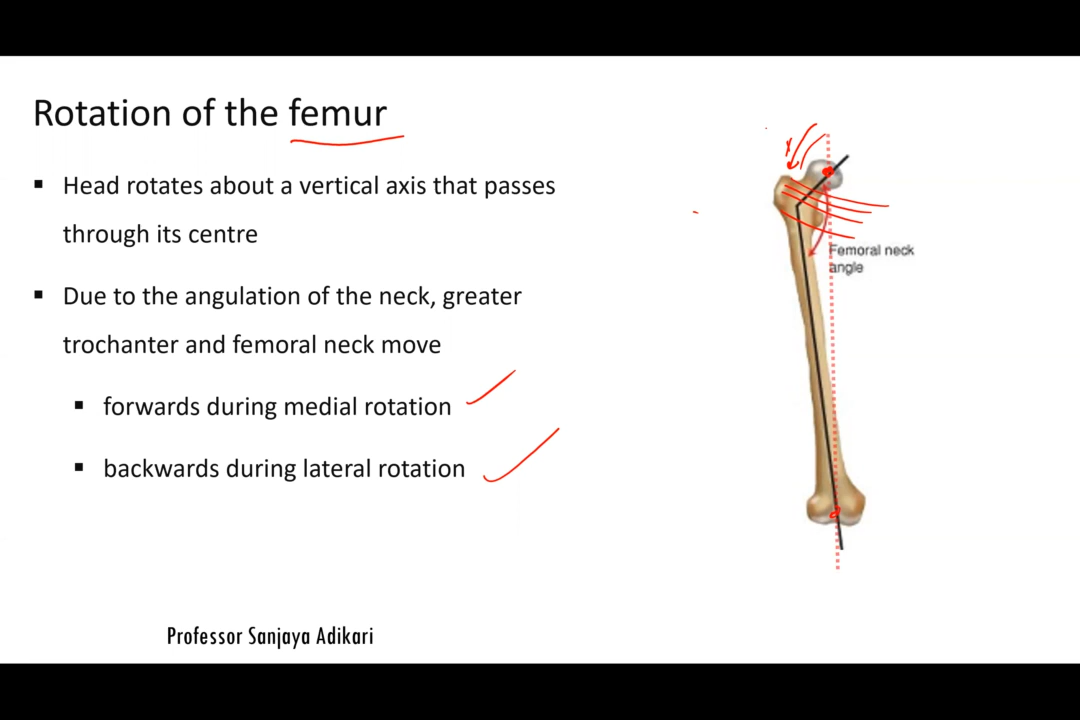 Rotation of the femur
▪ Head rotates about a vertical axis that passes
through its centre
▪ Due to the angulation of the neck, greater
trochanter and femoral neck move
▪ forwards during medial rotation
▪ backwards during lateral rotation
Femoral neck
angle
Professor Sanjaya Adikari